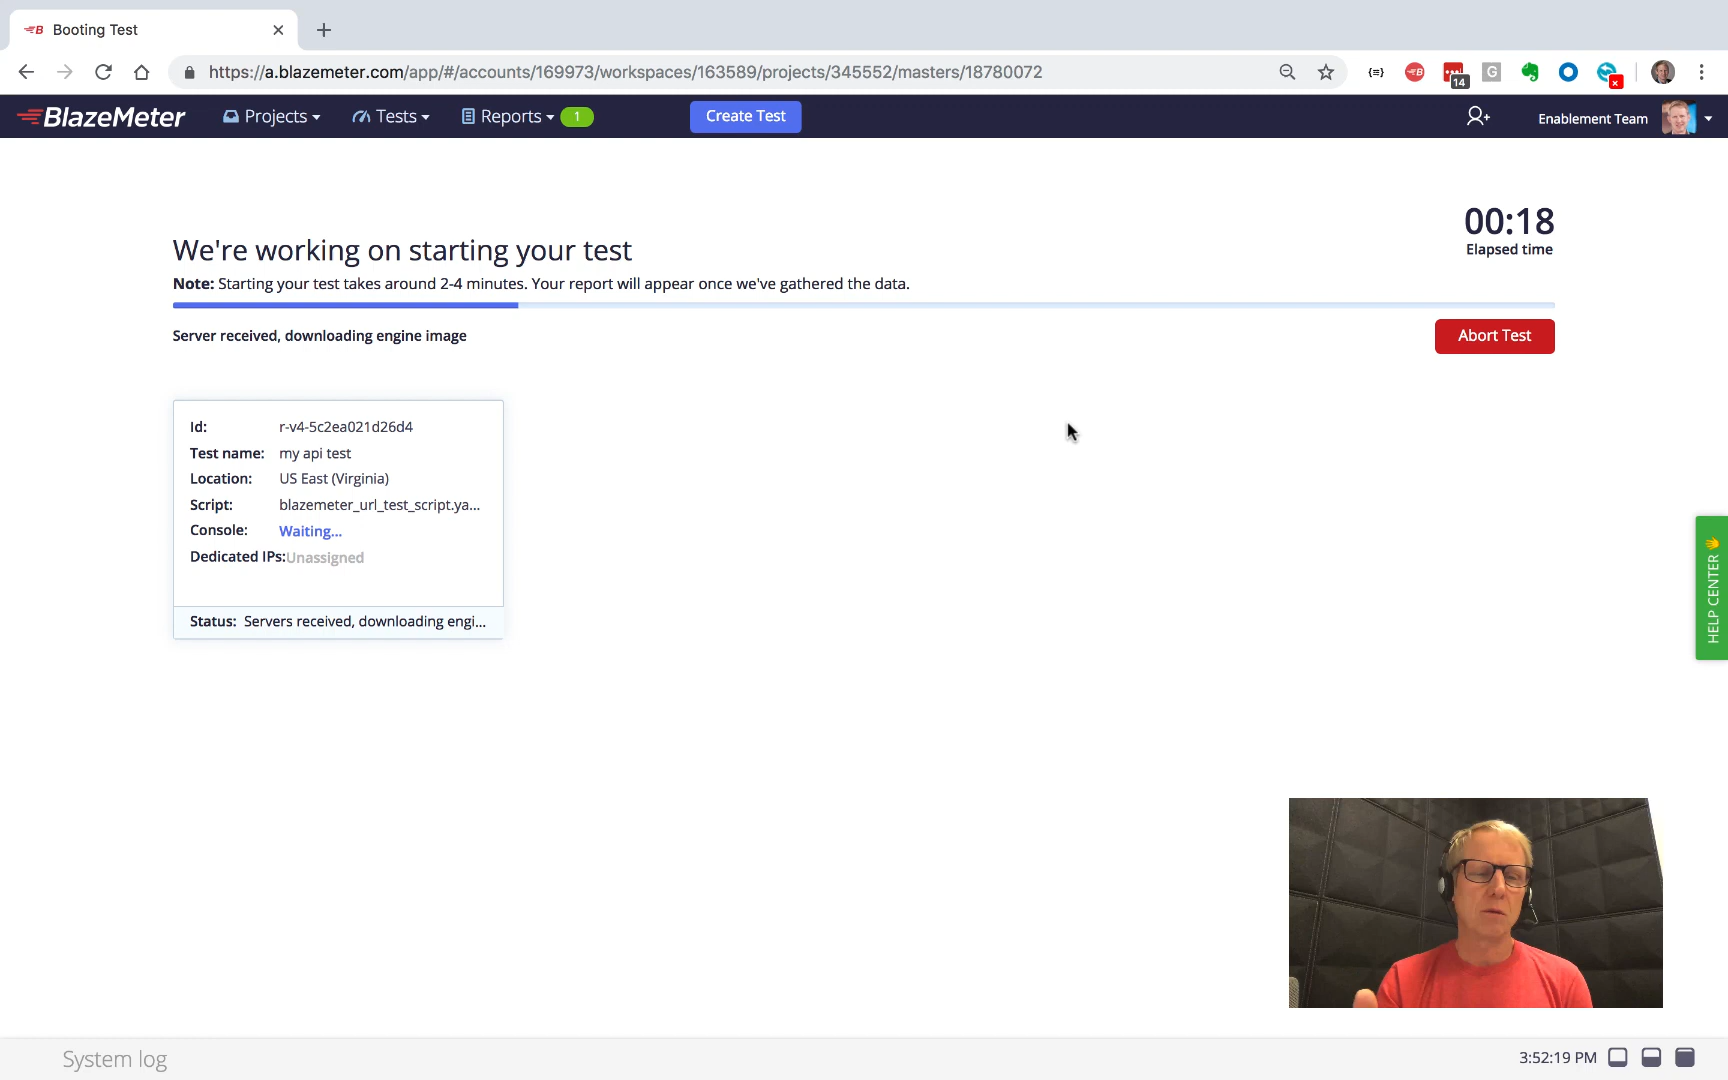 Booting Test
https://a.blazemeter.com/app/#/accounts/169973/workspaces/163589/projects/345552/masters/18780072
14
G
BlazeMeter
Projects
Tests
Reports
1
Create Test
Enablement Team
00:18
Elapsed time
We're working on starting your test
Note: Starting your test takes around 2-4 minutes. Your report will appear once we've gathered the data.
Server received, downloading engine image
Abort Test
Id: r-v4-5c2ea021d26d4
Test name: my api test
Location: US East (Virginia)
Script: blazemeter_url_test_script.ya...
Console: Waiting...
Dedicated IPs: Unassigned
Status: Servers received, downloading engi...
HELP CENTER
System log
3:52:19 PM